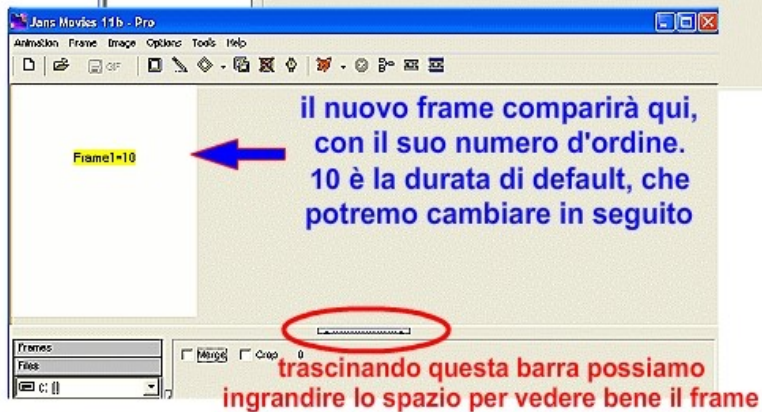 Jans Movies 11b - Pro
Animation Frame Image Options Tools Help
GIF
il nuovo frame comparirà qui,
con il suo numero d'ordine.
Frame1=10
10 è la durata di default, che
potremo cambiare in seguito
Frames
Files
Merge Crop 0
c: []
trascinando questa barra possiamo
ingrandire lo spazio per vedere bene il frame